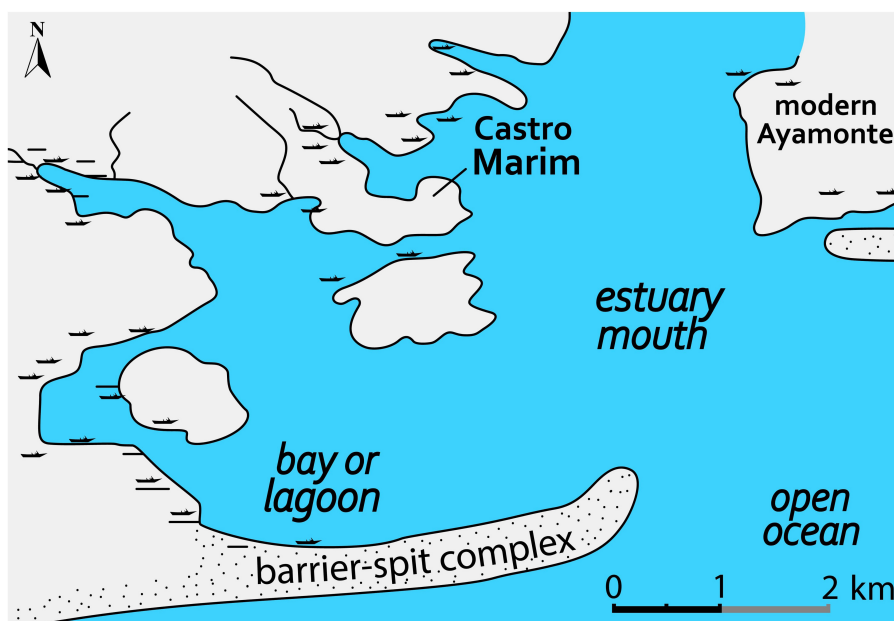 N
modern
Ayamonte
Castro
Marim
estuary
mouth
bay or
lagoon
open
ocean
barrier-spit complex
0 1 2 km